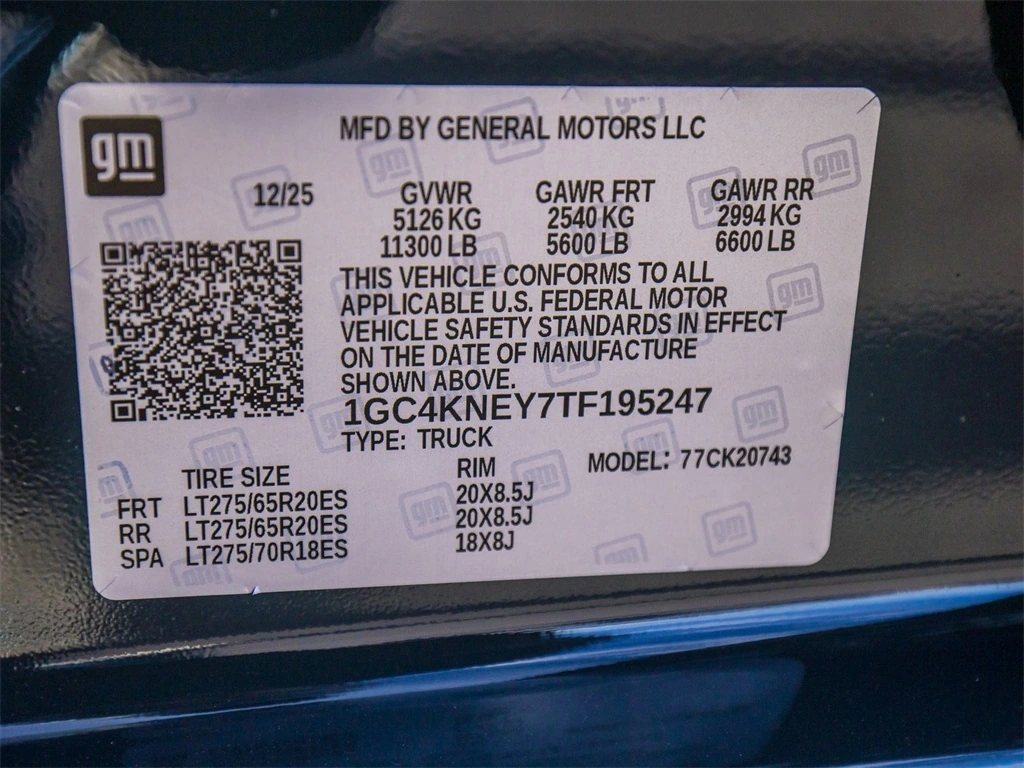 gm
MFD BY GENERAL MOTORS LLC
12/25 GVWR GAWR FRT GAWR RR
5126 KG 2540 KG 2994 KG
11300 LB 5600 LB 6600 LB
THIS VEHICLE CONFORMS TO ALL
APPLICABLE U.S. FEDERAL MOTOR
VEHICLE SAFETY STANDARDS IN EFFECT
ON THE DATE OF MANUFACTURE
SHOWN ABOVE.
1GC4KNEY7TF195247
TYPE: TRUCK
TIRE SIZE RIM MODEL: 77CK20743
FRT LT275/65R20ES 20X8.5J
RR LT275/65R20ES 20X8.5J
SPA LT275/70R18ES 18X8J